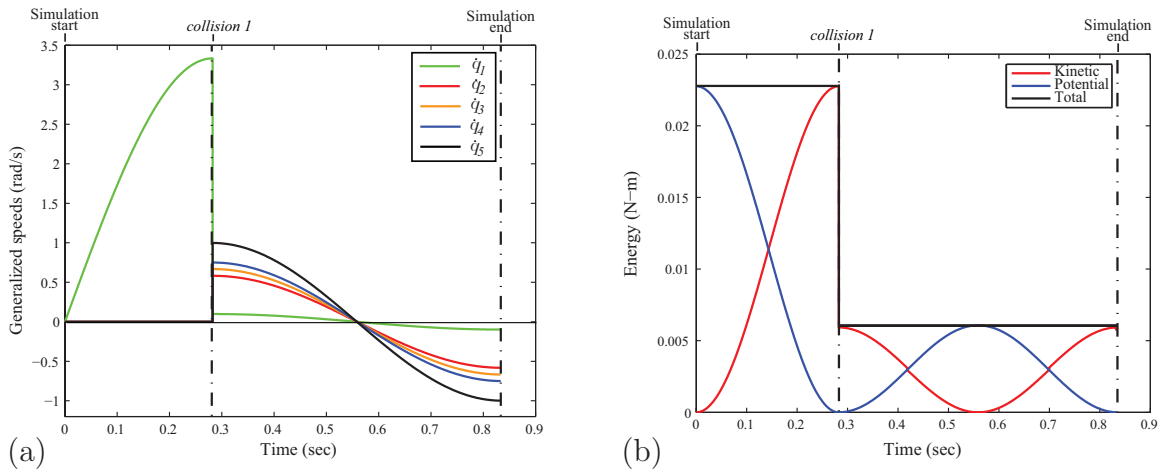 Simulation
start
collision 1
Simulation
end
3.5
3
2.5
2
1.5
1
0.5
0
−0.5
−1
Generalized speeds (rad/s)
q̇1
q̇2
q̇3
q̇4
q̇5
0 0.1 0.2 0.3 0.4 0.5 0.6 0.7 0.8 0.9
Time (sec)
(a)
Simulation
start
collision 1
Simulation
end
0.025
0.02
0.015
0.01
0.005
0
Energy (N−m)
Kinetic
Potential
Total
0 0.1 0.2 0.3 0.4 0.5 0.6 0.7 0.8 0.9
Time (sec)
(b)